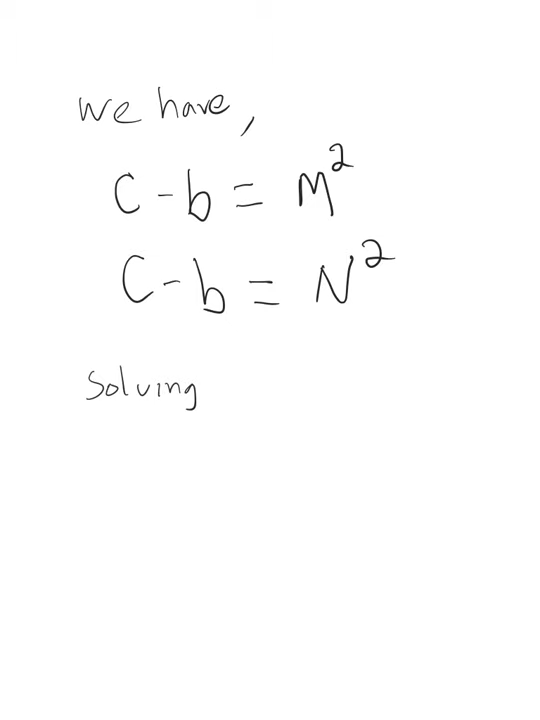 We have,
C - b = M²
C - b = N²
Solving